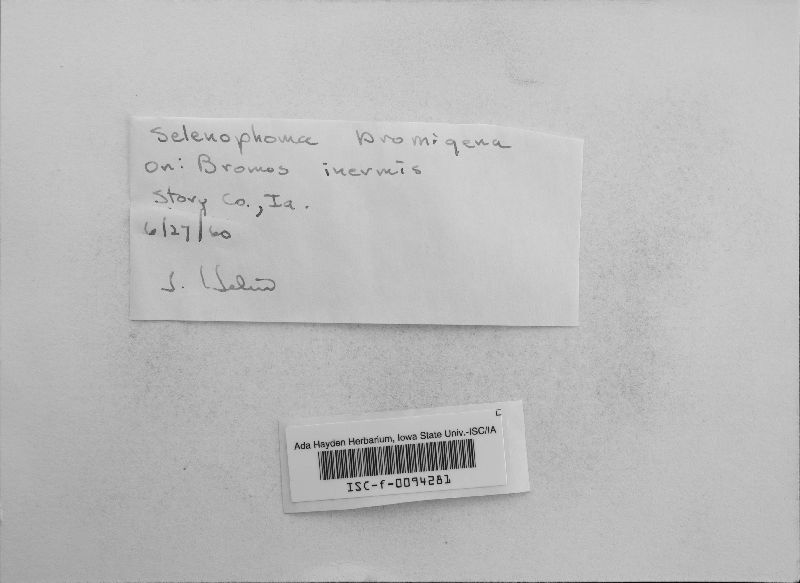 Selenophoma bromigena
on: Bromos inermis
Story Co., Ia.
6/27/60
J.
C
Ada Hayden Herbarium, Iowa State Univ.-ISC/IA
ISC-f-0094281